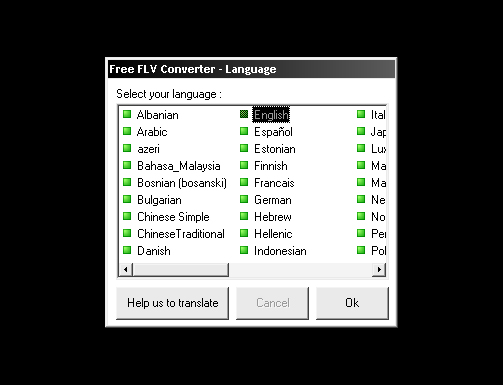 Free FLV Converter - Language
Select your language :
Albanian
Arabic
azeri
Bahasa_Malaysia
Bosnian (bosanski)
Bulgarian
Chinese Simple
ChineseTraditional
Danish
English
Español
Estonian
Finnish
Francais
German
Hebrew
Hellenic
Indonesian
Ital
Jap
Lux
Ma
Ma
Ne
No
Per
Pol
Help us to translate
Cancel
Ok